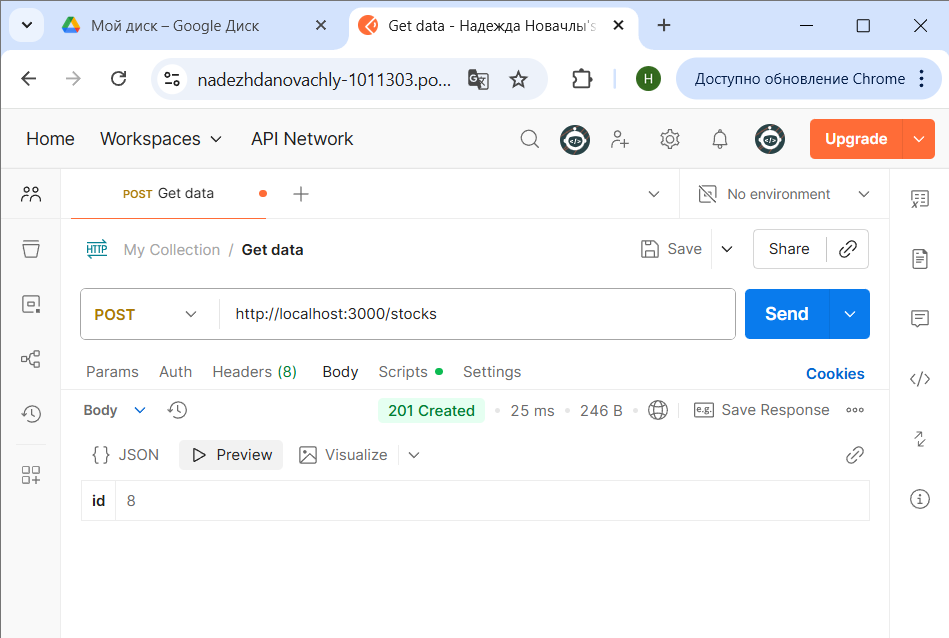 Мой диск – Google Диск
Get data - Надежда Новачлы's
nadezhdanovachly-1011303.po...
H
Доступно обновление Chrome
Home Workspaces API Network Upgrade
POST Get data No environment
HTTP My Collection / Get data Save Share
POST http://localhost:3000/stocks Send
Params Auth Headers (8) Body Scripts Settings Cookies
Body 201 Created 25 ms 246 B e.g. Save Response
{} JSON Preview Visualize
id 8